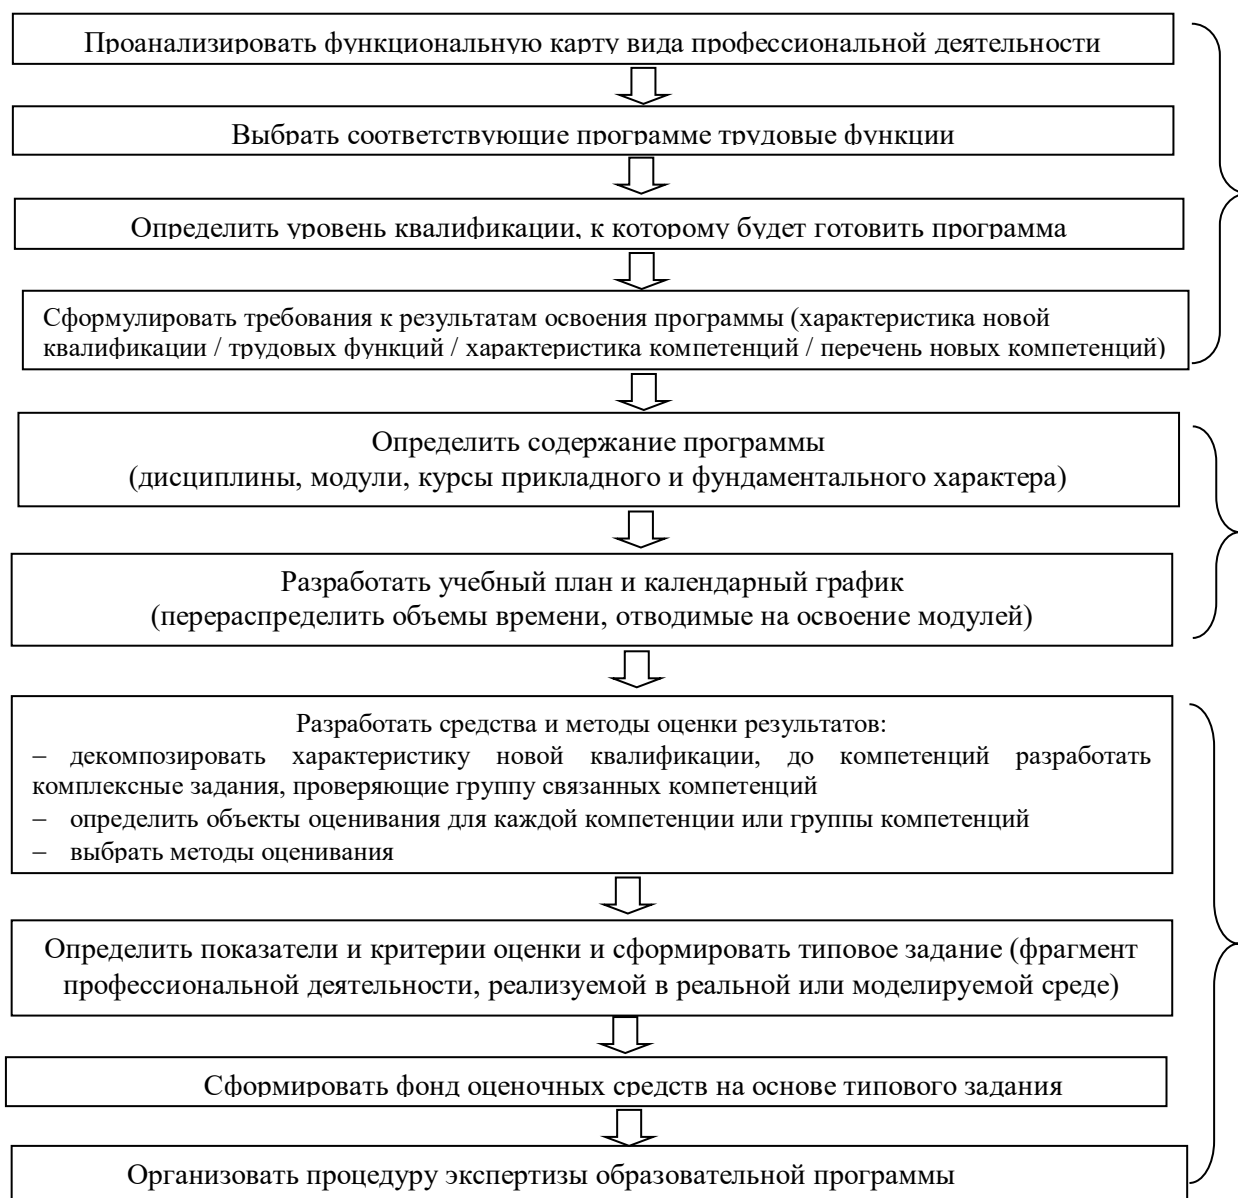 Проанализировать функциональную карту вида профессиональной деятельности
Выбрать соответствующие программе трудовые функции
Определить уровень квалификации, к которому будет готовить программа
Сформулировать требования к результатам освоения программы (характеристика новой
квалификации / трудовых функций / характеристика компетенций / перечень новых компетенций)
Определить содержание программы
(дисциплины, модули, курсы прикладного и фундаментального характера)
Разработать учебный план и календарный график
(перераспределить объемы времени, отводимые на освоение модулей)
Разработать средства и методы оценки результатов:
– декомпозировать характеристику новой квалификации, до компетенций разработать
комплексные задания, проверяющие группу связанных компетенций
– определить объекты оценивания для каждой компетенции или группы компетенций
– выбрать методы оценивания
Определить показатели и критерии оценки и сформировать типовое задание (фрагмент
профессиональной деятельности, реализуемой в реальной или моделируемой среде)
Сформировать фонд оценочных средств на основе типового задания
Организовать процедуру экспертизы образовательной программы